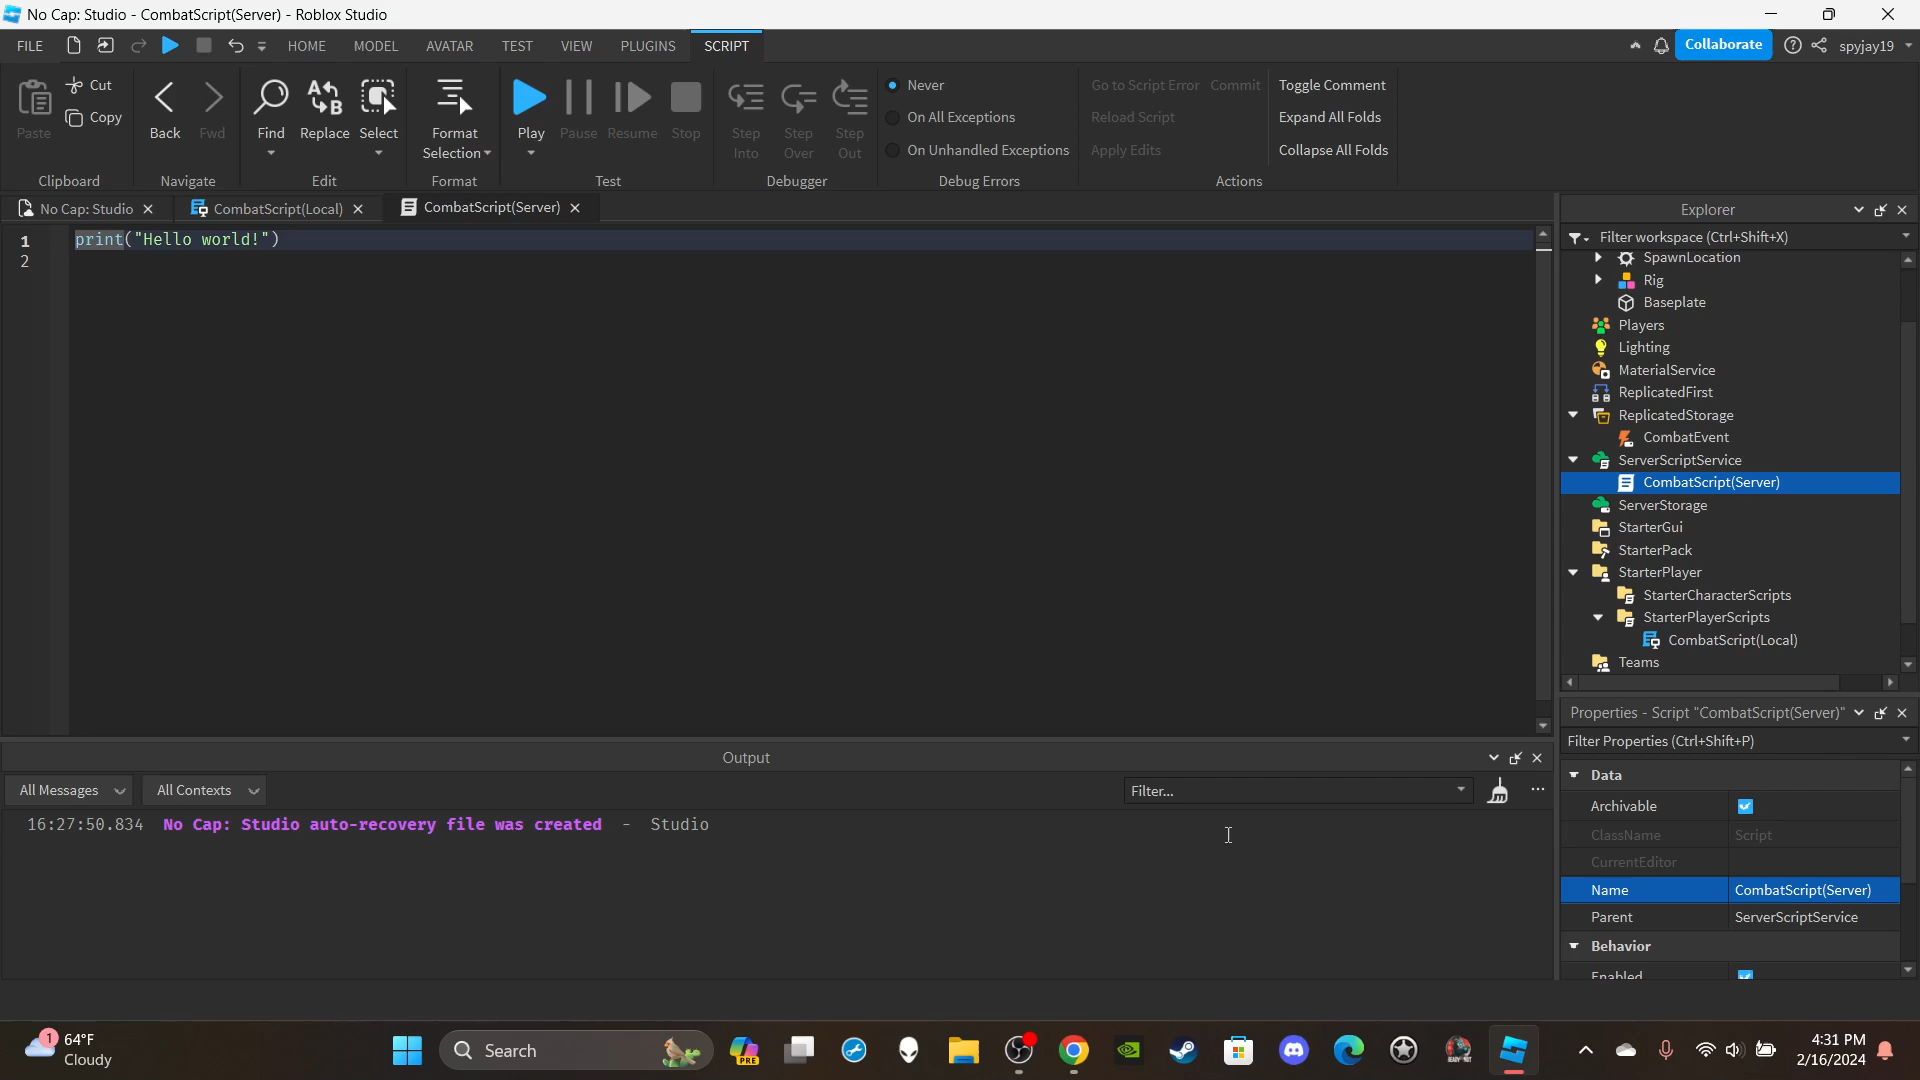 No Cap: Studio - CombatScript(Server) - Roblox Studio
FILE HOME MODEL AVATAR TEST VIEW PLUGINS SCRIPT Collaborate spyjay19
Paste Cut Copy
Clipboard
Back Fwd
Navigate
Find Replace Select
Edit
Format Selection
Format
Play Pause Resume Stop
Test
Step Into Step Over Step Out
Debugger
Never
On All Exceptions
On Unhandled Exceptions
Debug Errors
Go to Script Error Commit
Reload Script
Apply Edits
Toggle Comment
Expand All Folds
Collapse All Folds
Actions
No Cap: Studio CombatScript(Local) CombatScript(Server)
1 print("Hello world!")
2
Explorer
Filter workspace (Ctrl+Shift+X)
SpawnLocation
Rig
Baseplate
Players
Lighting
MaterialService
ReplicatedFirst
ReplicatedStorage
CombatEvent
ServerScriptService
CombatScript(Server)
ServerStorage
StarterGui
StarterPack
StarterPlayer
StarterCharacterScripts
StarterPlayerScripts
CombatScript(Local)
Teams
Properties - Script "CombatScript(Server)"
Filter Properties (Ctrl+Shift+P)
Data
Archivable
ClassName Script
CurrentEditor
Name CombatScript(Server)
Parent ServerScriptService
Behavior
Enabled
Output
All Messages All Contexts Filter...
16:27:50.834 No Cap: Studio auto-recovery file was created - Studio
1 64°F
Cloudy
Search
PRE
4:31 PM
2/16/2024